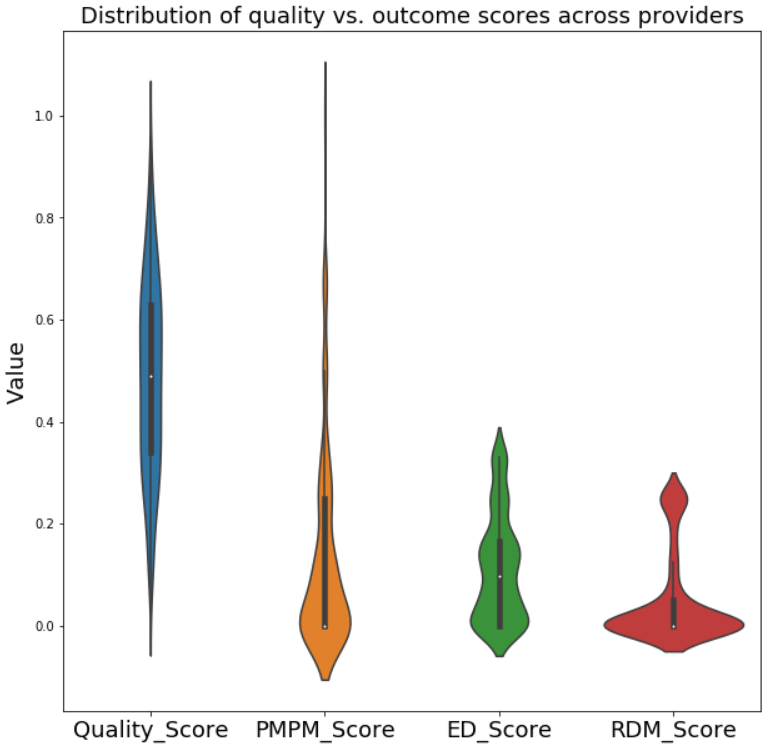 Distribution of quality vs. outcome scores across providers
Value
1.0
0.8
0.6
0.4
0.2
0.0
Quality_Score PMPM_Score ED_Score RDM_Score